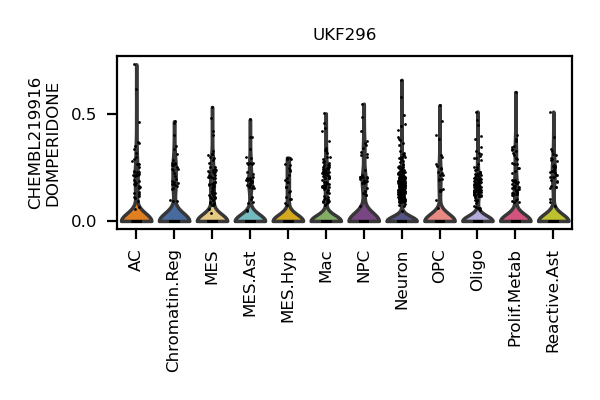 UKF296
CHEMBL219916
DOMPERIDONE
0.5
0.0
AC
Chromatin.Reg
MES
MES.Ast
MES.Hyp
Mac
NPC
Neuron
OPC
Oligo
Prolif.Metab
Reactive.Ast